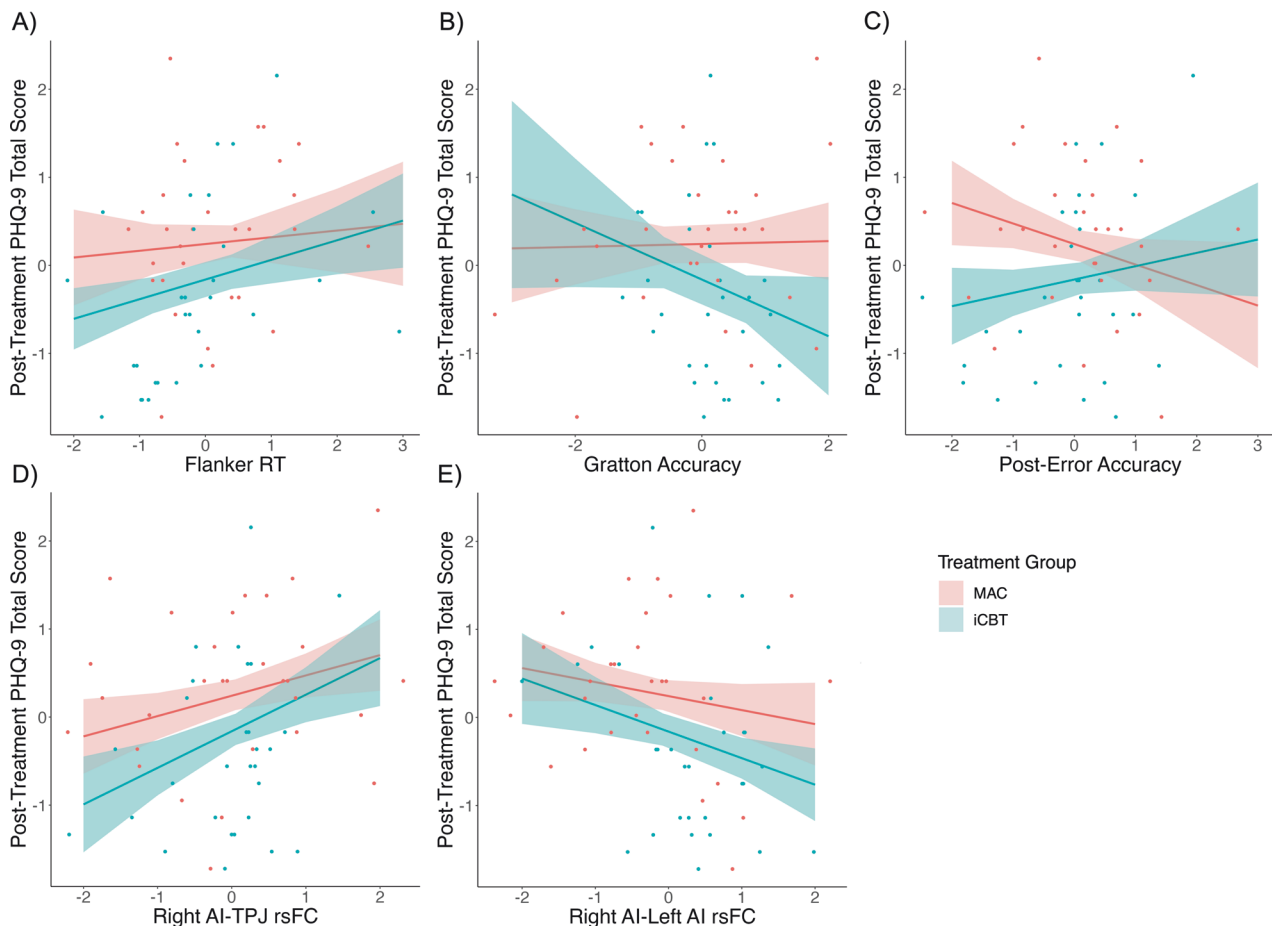 A)
Post-Treatment PHQ-9 Total Score
2
1
0
-1
-2 -1 0 1 2 3
Flanker RT
B)
Post-Treatment PHQ-9 Total Score
2
1
0
-1
-2 0 2
Gratton Accuracy
C)
Post-Treatment PHQ-9 Total Score
2
1
0
-1
-2 -1 0 1 2 3
Post-Error Accuracy
D)
Post-Treatment PHQ-9 Total Score
2
1
0
-1
-2 -1 0 1 2
Right AI-TPJ rsFC
E)
Post-Treatment PHQ-9 Total Score
2
1
0
-1
-2 -1 0 1 2
Right AI-Left AI rsFC
Treatment Group
MAC
iCBT